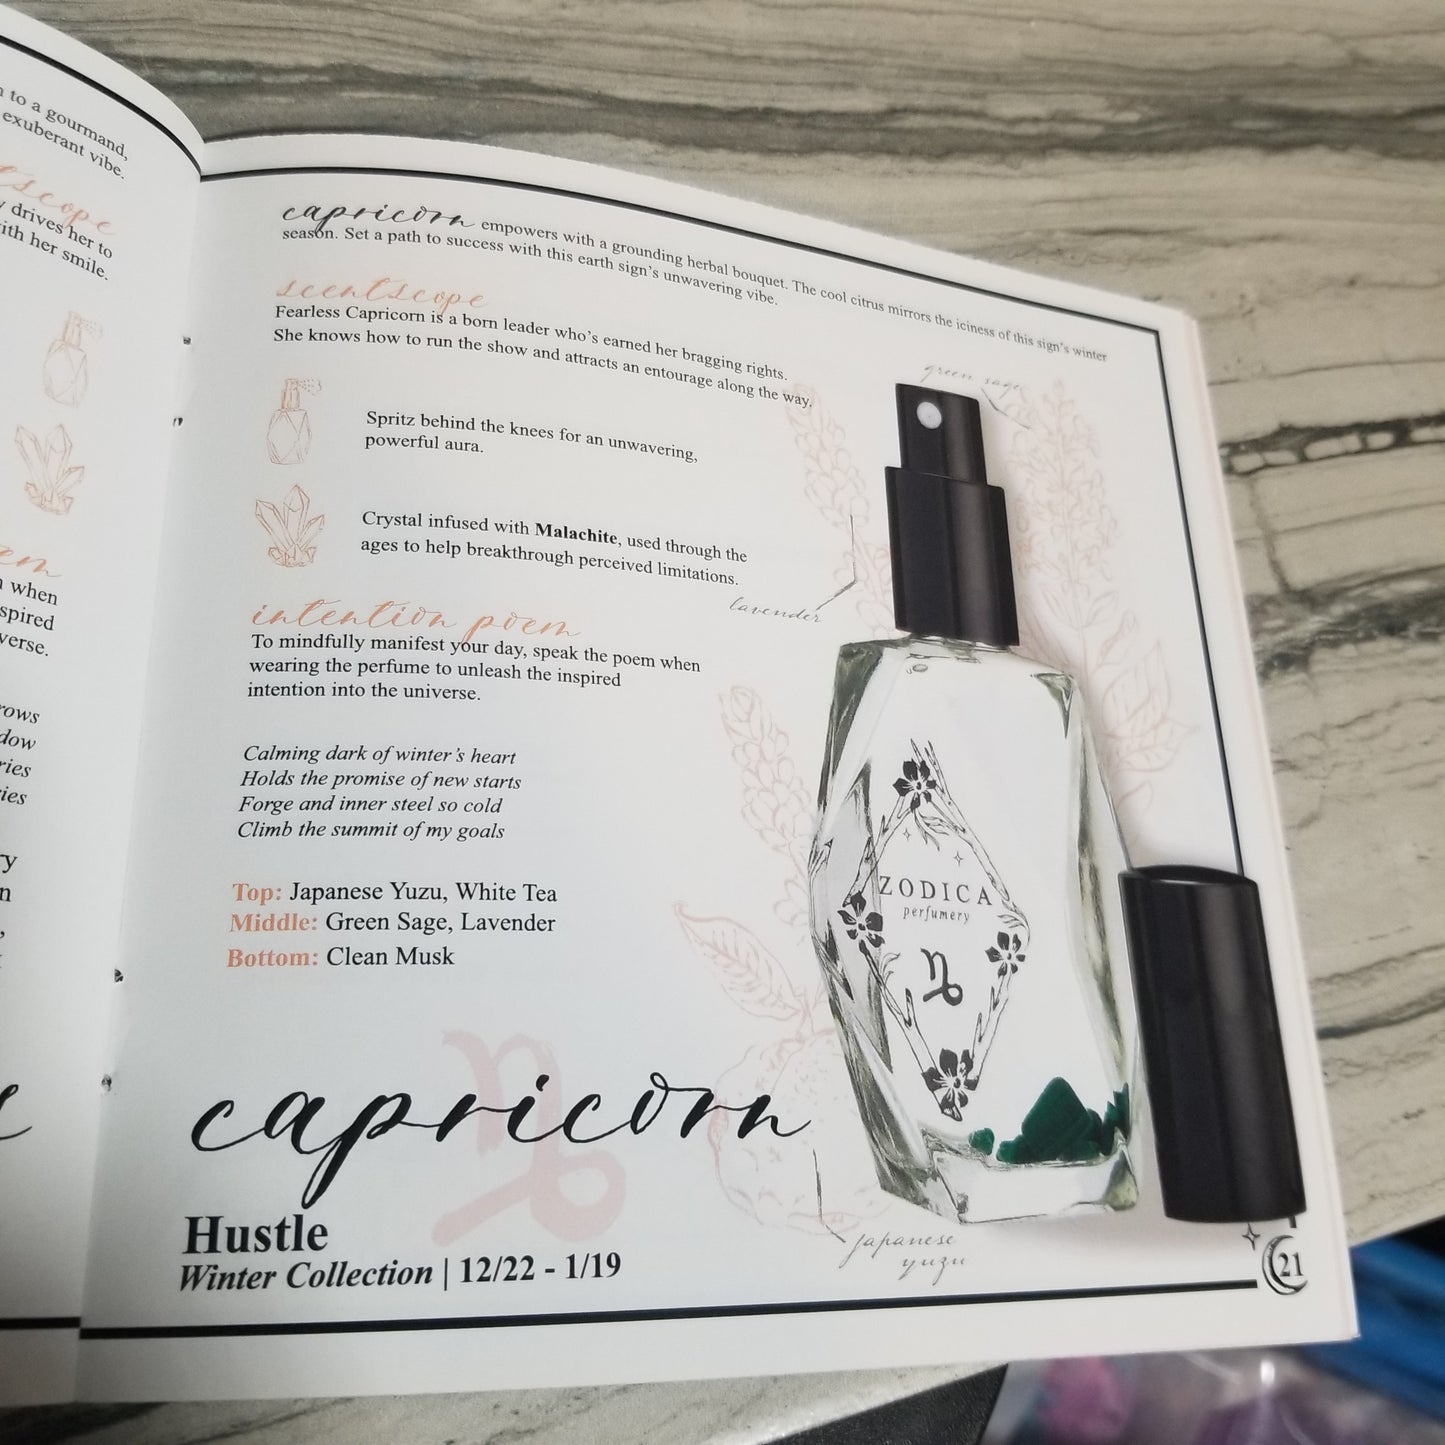 to a gourmand,
exuberant vibe.
drives her to
ith her smile.
when
spired
verse.
rows
dow
ries
ies
capricorn empowers with a grounding herbal bouquet. The cool citrus mirrors the iciness of this sign's winter
season. Set a path to success with this earth sign's unwavering vibe.
scentscope
Fearless Capricorn is a born leader who's earned her bragging rights.
She knows how to run the show and attracts an entourage along the way.
Spritz behind the knees for an unwavering,
powerful aura.
Crystal infused with Malachite, used through the
ages to help breakthrough perceived limitations.
intention poem
To mindfully manifest your day, speak the poem when
wearing the perfume to unleash the inspired
intention into the universe.
Calming dark of winter's heart
Holds the promise of new starts
Forge and inner steel so cold
Climb the summit of my goals
Top: Japanese Yuzu, White Tea
Middle: Green Sage, Lavender
Bottom: Clean Musk
capricorn
Hustle
Winter Collection | 12/22 - 1/19
green sage
lavender
ZODICA
perfumery
japanese
yuzu
21